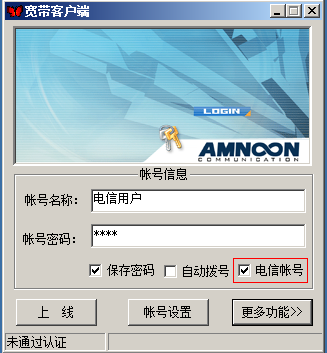 宽带客户端
LOGIN
AMNOON
COMMUNICATION
帐号信息
帐号名称： 电信用户
帐号密码： ****
保存密码 自动拨号 电信帐号
上 线 帐号设置 更多功能>>
未通过认证